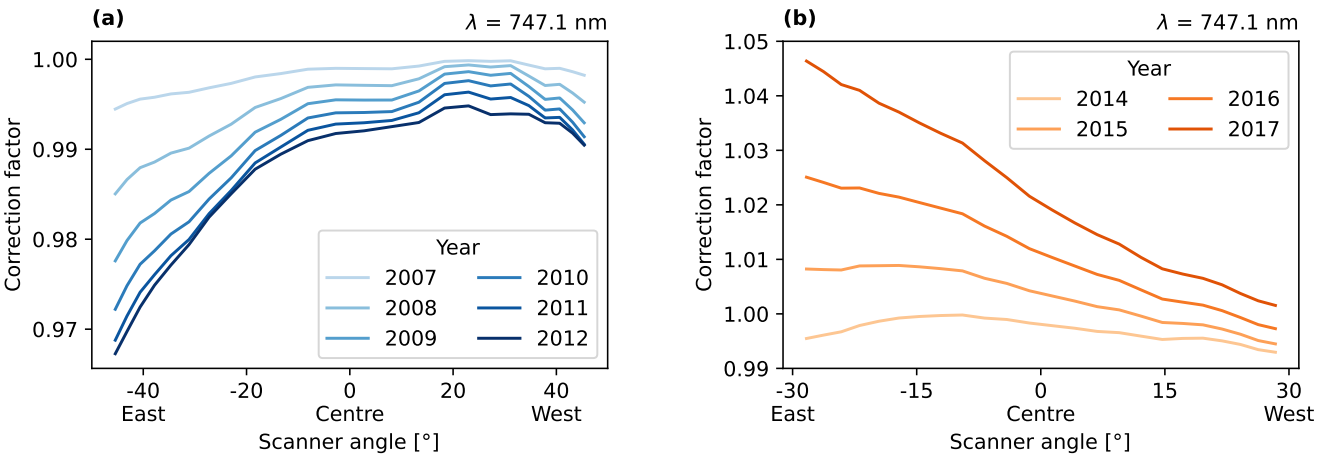 (a)
λ = 747.1 nm
Correction factor
1.00
0.99
0.98
0.97
Year
2007 2010
2008 2011
2009 2012
-40 -20 0 20 40
East Centre West
Scanner angle [°]
(b)
λ = 747.1 nm
Correction factor
1.05
1.04
1.03
1.02
1.01
1.00
0.99
Year
2014 2016
2015 2017
-30 -15 0 15 30
East Centre West
Scanner angle [°]